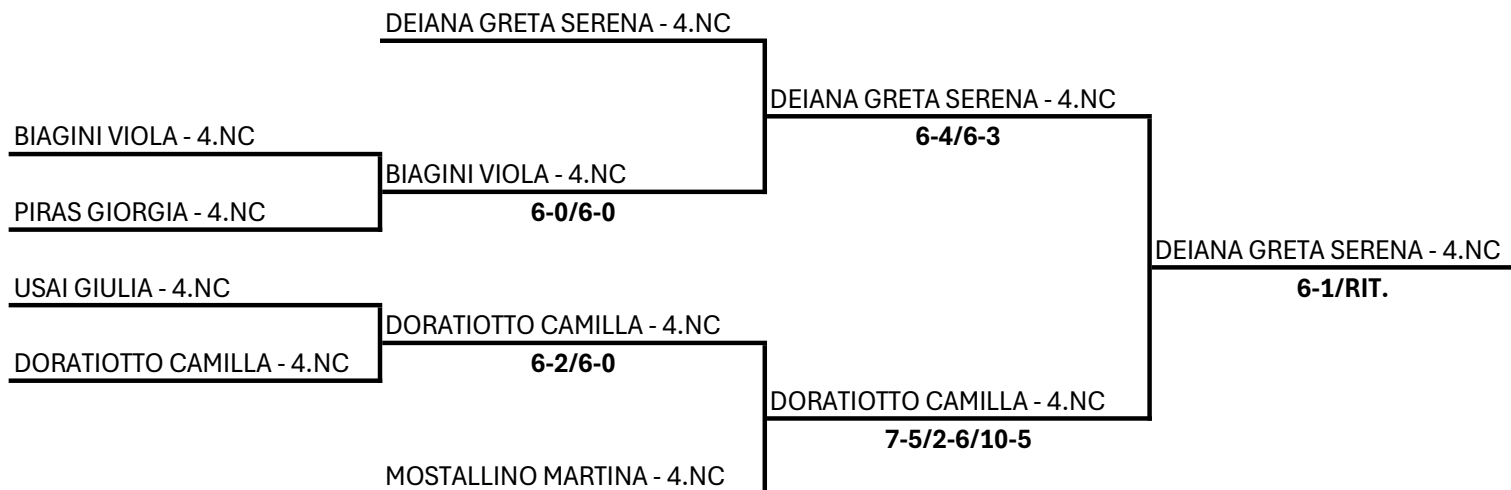 DEIANA GRETA SERENA - 4.NC
DEIANA GRETA SERENA - 4.NC
6-4/6-3
BIAGINI VIOLA - 4.NC
BIAGINI VIOLA - 4.NC
6-0/6-0
PIRAS GIORGIA - 4.NC
DEIANA GRETA SERENA - 4.NC
6-1/RIT.
USAI GIULIA - 4.NC
DORATIOTTO CAMILLA - 4.NC
6-2/6-0
DORATIOTTO CAMILLA - 4.NC
DORATIOTTO CAMILLA - 4.NC
7-5/2-6/10-5
MOSTALLINO MARTINA - 4.NC